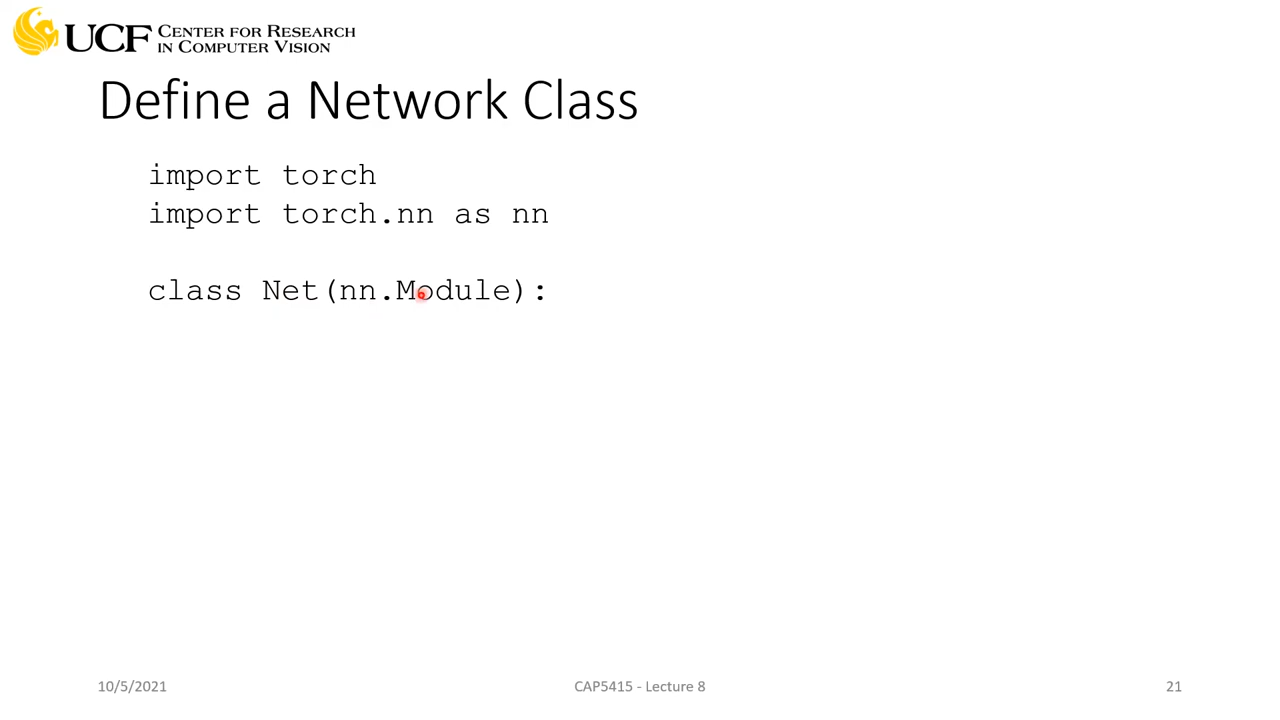 UCF CENTER FOR RESEARCH
IN COMPUTER VISION
Define a Network Class
import torch
import torch.nn as nn
class Net(nn.Module):
10/5/2021
CAP5415 - Lecture 8
21